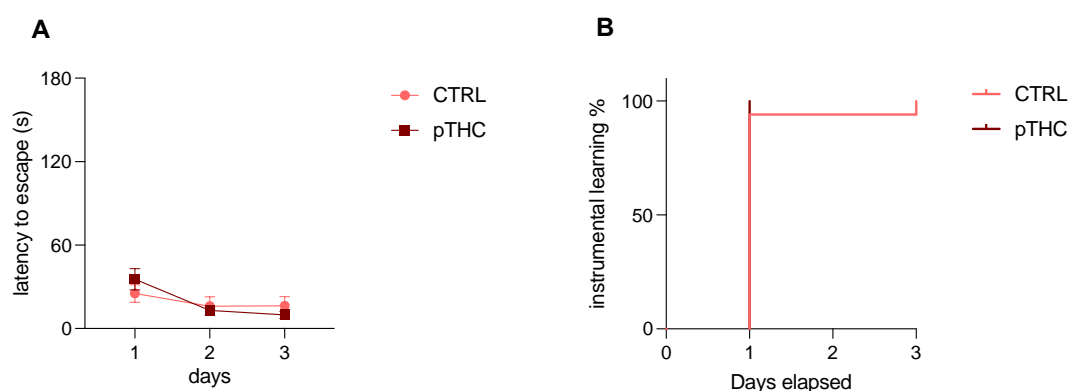 A
latency to escape (s)
180
120
60
0
1 2 3
days
CTRL
pTHC
B
instrumental learning %
100
50
0
0 1 2 3
Days elapsed
CTRL
pTHC